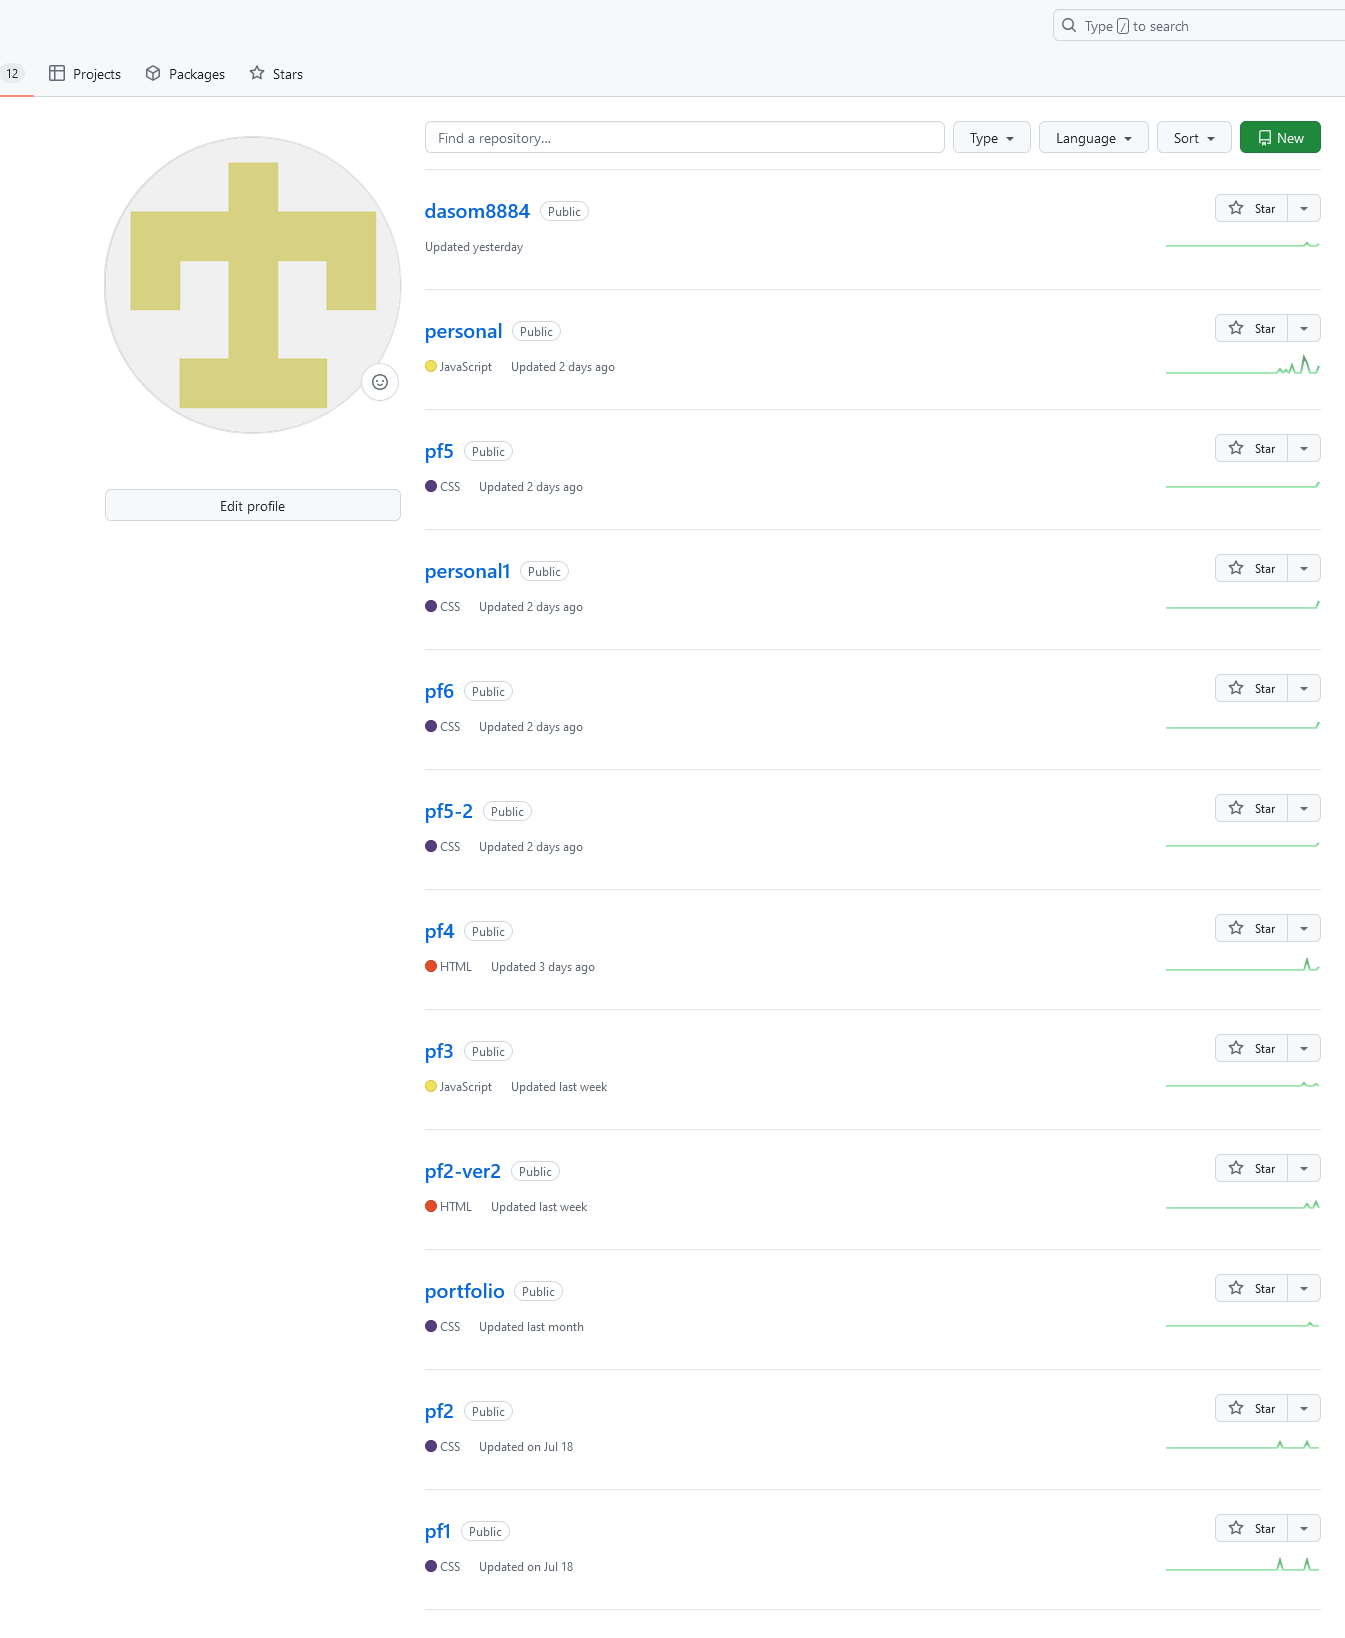 Type / to search
12 Projects Packages Stars
Find a repository... Type Language Sort New
dasom8884 Public Star
Updated yesterday
personal Public Star
JavaScript Updated 2 days ago
pf5 Public Star
CSS Updated 2 days ago
Edit profile
personal1 Public Star
CSS Updated 2 days ago
pf6 Public Star
CSS Updated 2 days ago
pf5-2 Public Star
CSS Updated 2 days ago
pf4 Public Star
HTML Updated 3 days ago
pf3 Public Star
JavaScript Updated last week
pf2-ver2 Public Star
HTML Updated last week
portfolio Public Star
CSS Updated last month
pf2 Public Star
CSS Updated on Jul 18
pf1 Public Star
CSS Updated on Jul 18